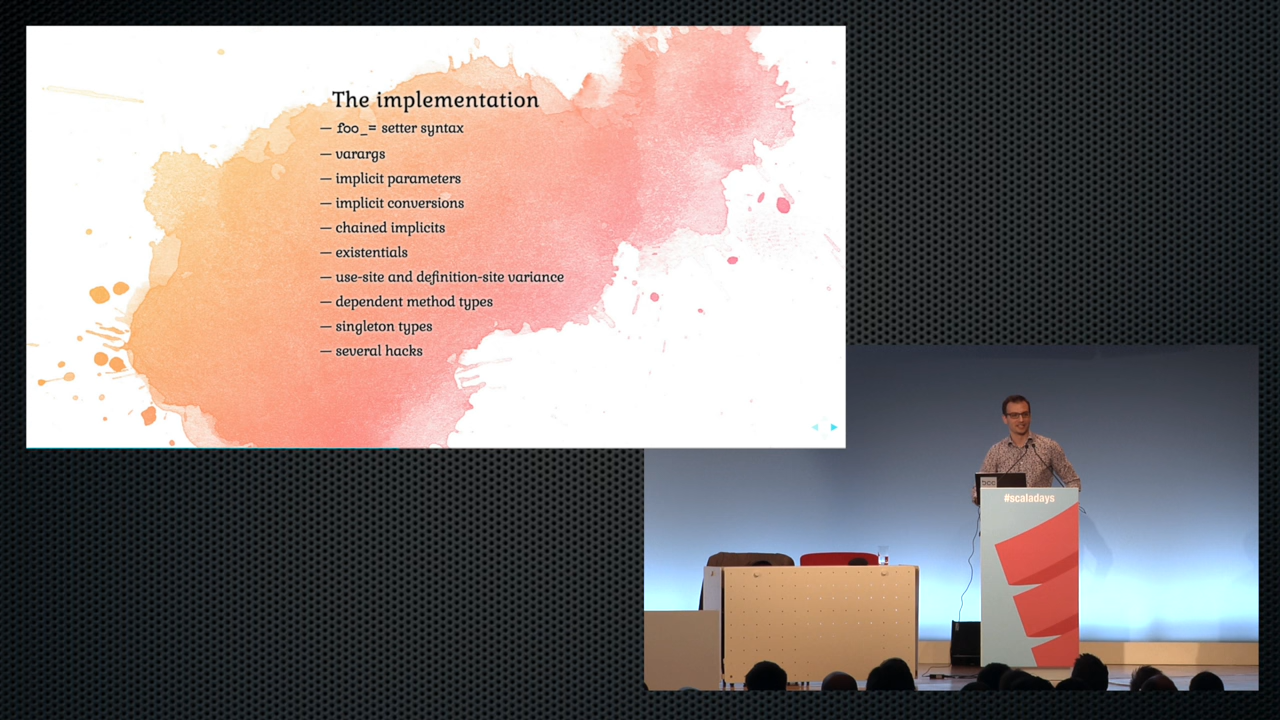 The implementation
— foo_= setter syntax
— varargs
— implicit parameters
— implicit conversions
— chained implicits
— existentials
— use-site and definition-site variance
— dependent method types
— singleton types
— several hacks
#scaladays